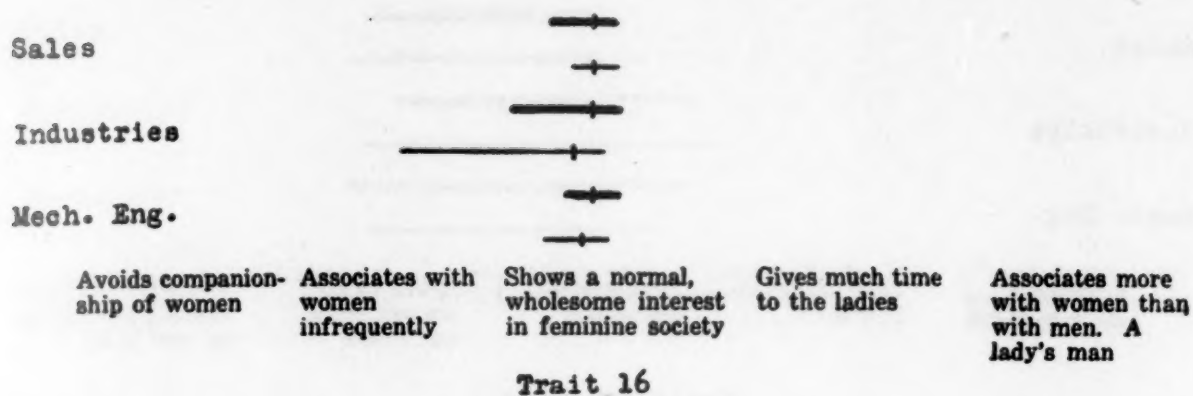 Sales
Industries
Mech. Eng.
Avoids companion-
ship of women
Associates with
women
infrequently
Shows a normal,
wholesome interest
in feminine society
Gives much time
to the ladies
Associates more
with women than
with men. A
lady's man
Trait 16